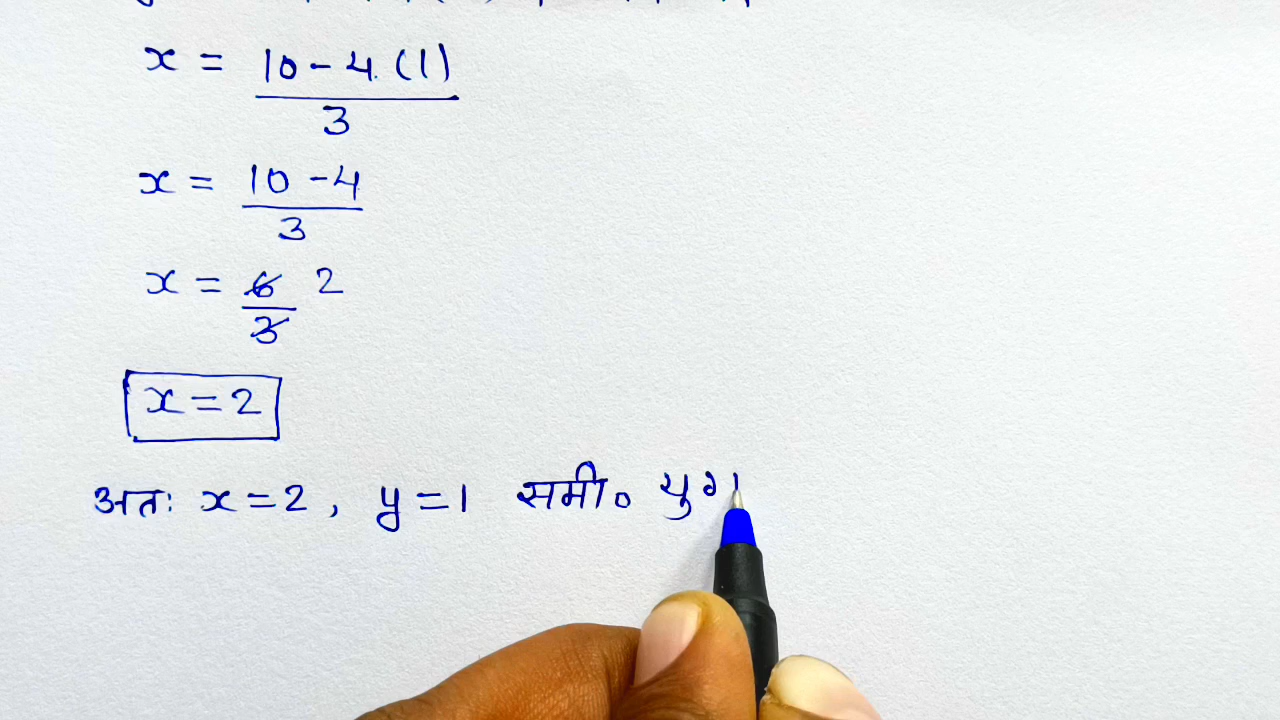 x = 10 - 4.(1)
3
x = 10 - 4
3
x = 6 2
3
x = 2
अतः x = 2, y = 1 समी०